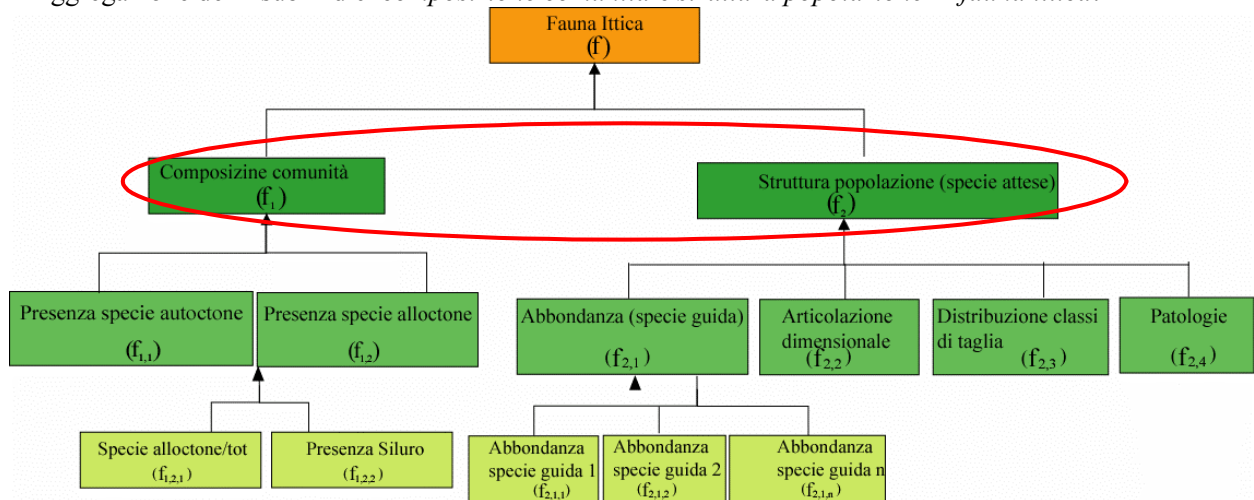 Fauna Ittica
(f)
Composizine comunità
(f₁)
Struttura popolazione (specie attese)
(f₂)
Presenza specie autoctone
(f₁,₁)
Presenza specie alloctone
(f₁,₂)
Abbondanza (specie guida)
(f₂,₁)
Articolazione
dimensionale
(f₂,₂)
Distribuzione classi
di taglia
(f₂,₃)
Patologie
(f₂,₄)
Specie alloctone/tot
(f₁,₂,₁)
Presenza Siluro
(f₁,₂,₂)
Abbondanza
specie guida 1
(f₂,₁,₁)
Abbondanza
specie guida 2
(f₂,₁,₂)
Abbondanza
specie guida n
(f₂,₁,ₙ)